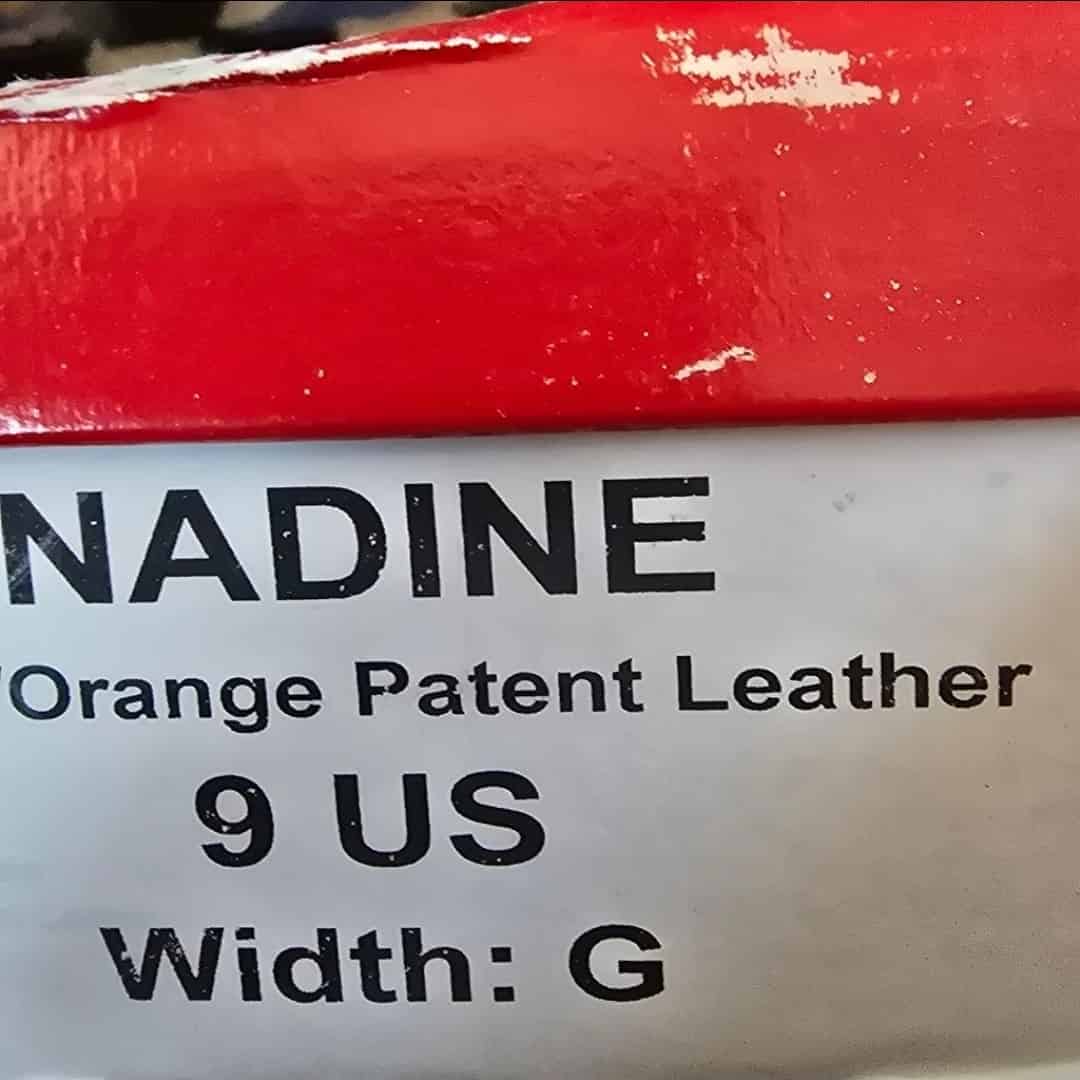 NADINE
/Orange Patent Leather
9 US
Width: G